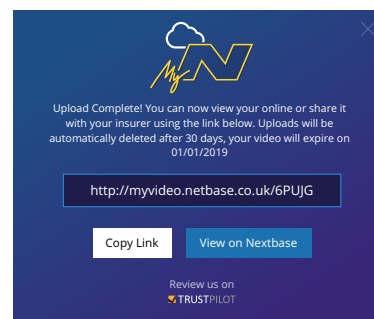 My N
Upload Complete! You can now view your online or share it
with your insurer using the link below. Uploads will be
automatically deleted after 30 days, your video will expire on
01/01/2019
http://myvideo.netbase.co.uk/6PUJG
Copy Link View on Nextbase
Review us on
TRUSTPILOT